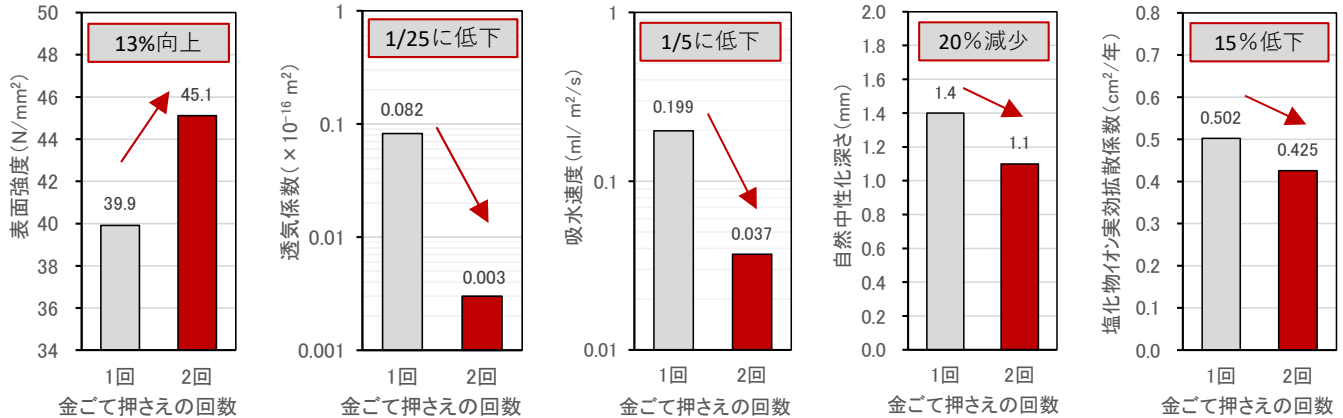 表面強度(N/mm²)
50
48
46
44
42
40
38
36
34
13%向上
39.9
45.1
1回 2回
金ごて押さえの回数
透気係数(×10⁻¹⁶ m²)
1
0.1
0.01
0.001
1/25に低下
0.082
0.003
1回 2回
金ごて押さえの回数
吸水速度(ml/ m²/s)
1
0.1
0.01
1/5に低下
0.199
0.037
1回 2回
金ごて押さえの回数
自然中性化深さ(mm)
2.0
1.8
1.6
1.4
1.2
1.0
0.8
0.6
0.4
0.2
0.0
20%減少
1.4
1.1
1回 2回
金ごて押さえの回数
塩化物イオン実効拡散係数(cm²/年)
0.8
0.7
0.6
0.5
0.4
0.3
0.2
0.1
0.0
15%低下
0.502
0.425
1回 2回
金ごて押さえの回数